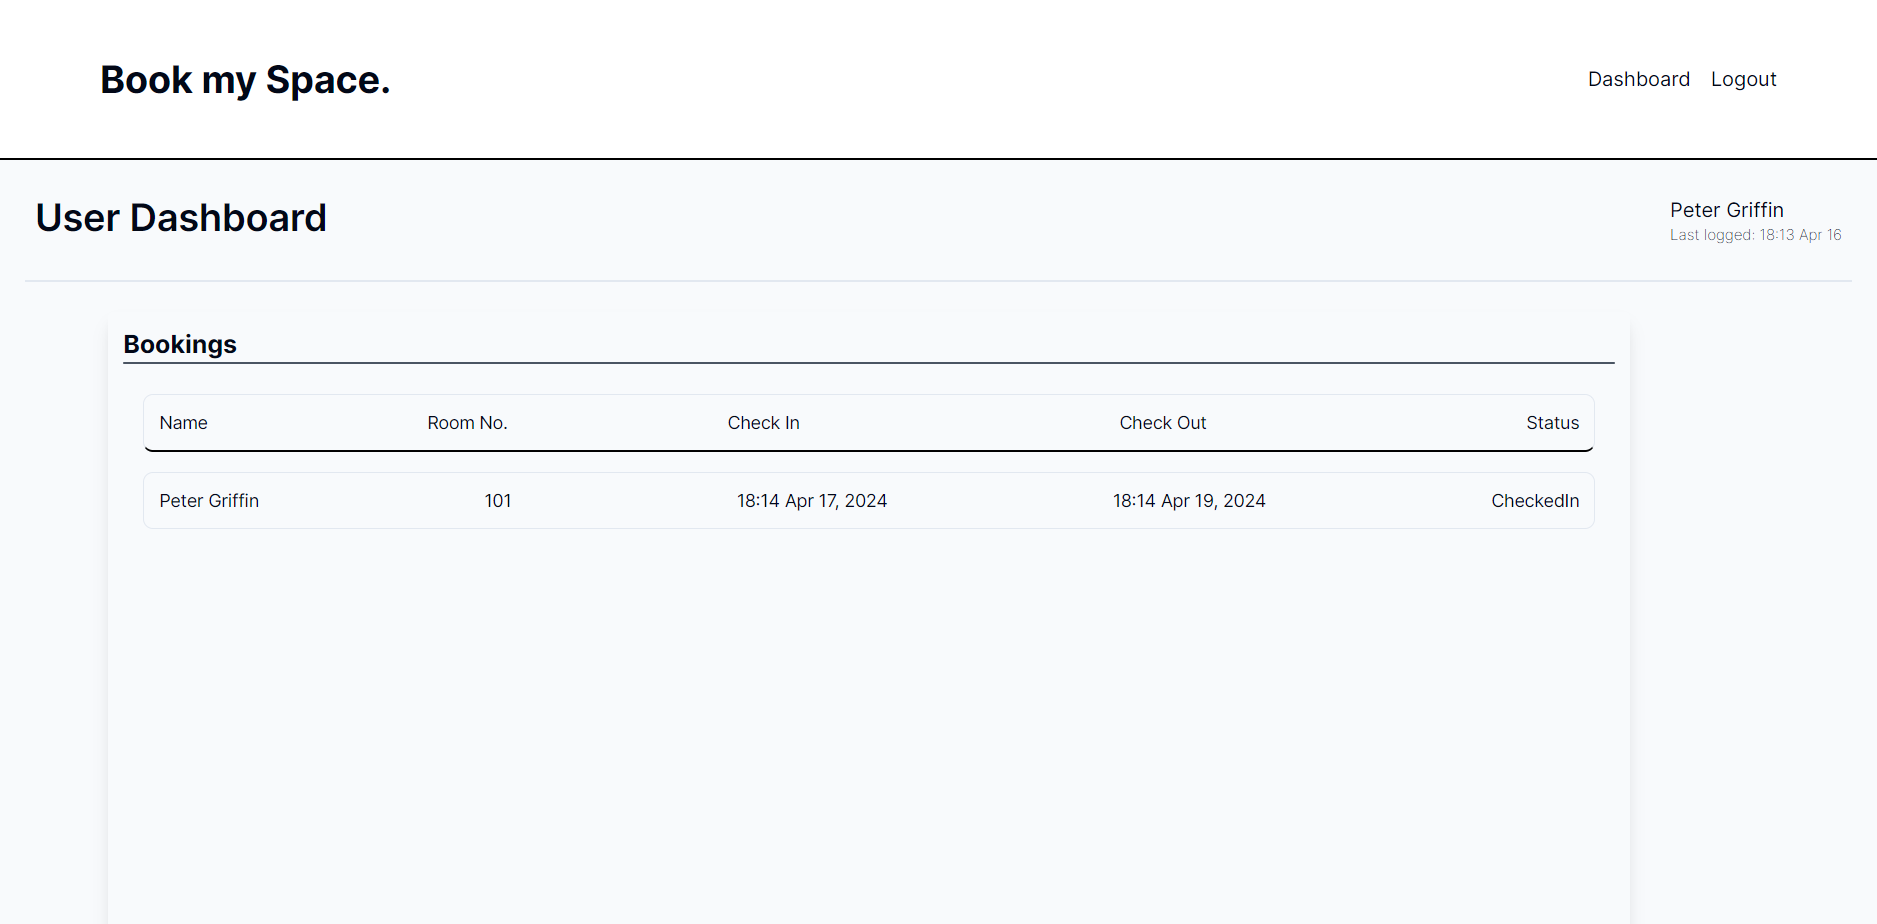 Book my Space.
Dashboard Logout
User Dashboard
Peter Griffin
Last logged: 18:13 Apr 16
Bookings
Name Room No. Check In Check Out Status
Peter Griffin 101 18:14 Apr 17, 2024 18:14 Apr 19, 2024 CheckedIn